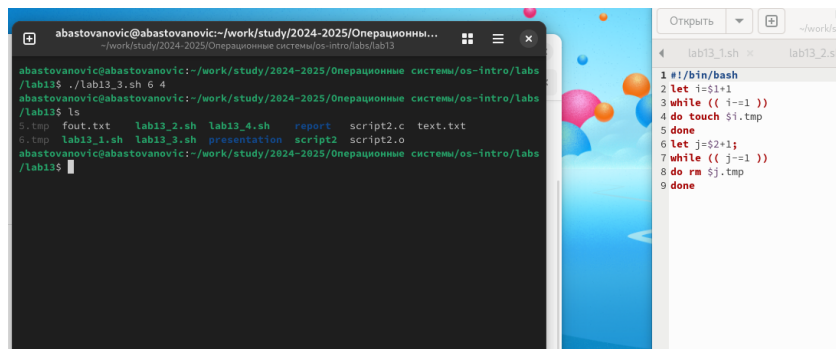 abastovanovic@abastovanovic:~/work/study/2024-2025/Операционны...
~/work/study/2024-2025/Операционные системы/os-intro/labs/lab13
abastovanovic@abastovanovic:~/work/study/2024-2025/Операционные системы/os-intro/labs
/lab13$ ./lab13_3.sh 6 4
abastovanovic@abastovanovic:~/work/study/2024-2025/Операционные системы/os-intro/labs
/lab13$ ls
5.tmp fout.txt lab13_2.sh lab13_4.sh report script2.c text.txt
6.tmp lab13_1.sh lab13_3.sh presentation script2 script2.o
abastovanovic@abastovanovic:~/work/study/2024-2025/Операционные системы/os-intro/labs
/lab13$
Открыть
~/work/s
lab13_1.sh × lab13_2.s
1 #!/bin/bash
2 let i=$1+1
3 while (( i-=1 ))
4 do touch $i.tmp
5 done
6 let j=$2+1;
7 while (( j-=1 ))
8 do rm $j.tmp
9 done